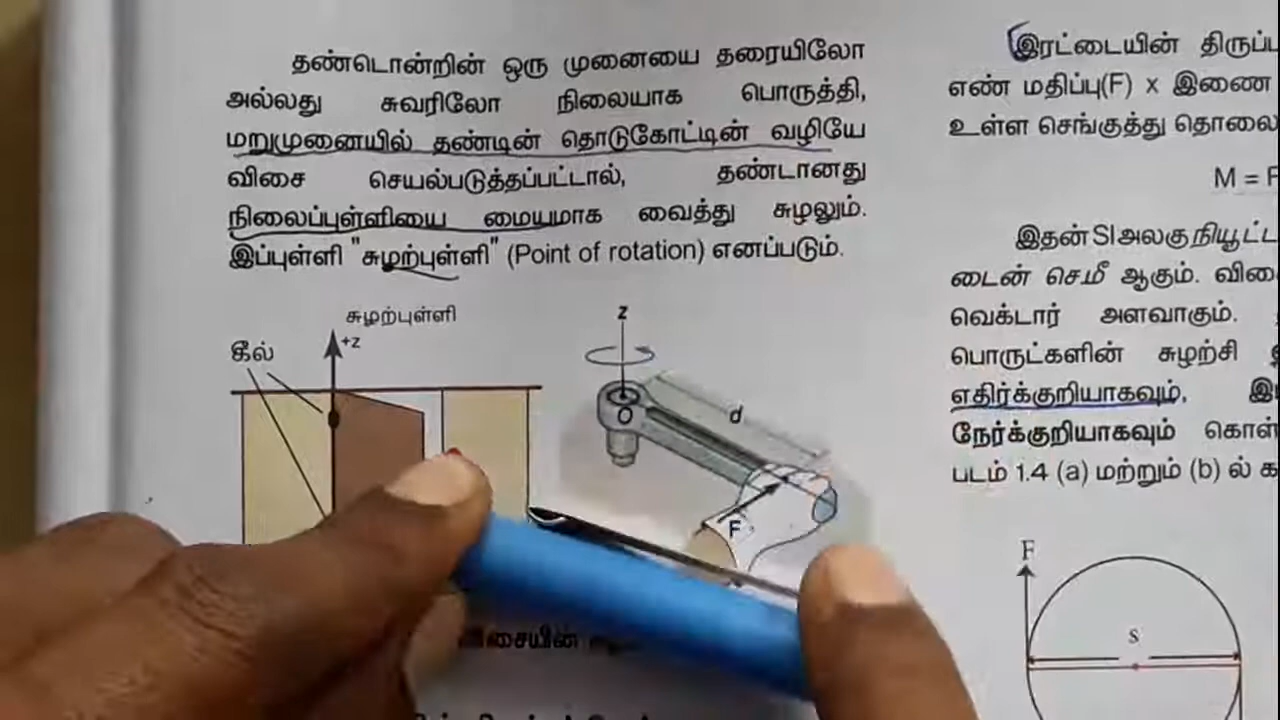 தண்டொன்றின் ஒரு முனையை தரையிலோ
அல்லது சுவரிலோ நிலையாக பொருத்தி,
மறுமுனையில் தண்டின் தொடுகோட்டின் வழியே
விசை செயல்படுத்தப்பட்டால், தண்டானது
நிலைப்புள்ளியை மையமாக வைத்து சுழலும்.
இப்புள்ளி "சுழற்புள்ளி" (Point of rotation) எனப்படும்.
சுழற்புள்ளி
+z
கீல்
z
O
d
F
விசையின்
இரட்டையின்
எண் மதிப்பு(F) x இணை
உள்ள செங்குத்து
M = F
இதன் SI அலகு
டைன் செ.மீ ஆகும்.
வெக்டார் அளவாகும்.
பொருட்களின் சுழற்சி
எதிர்க்குறியாகவும்,
நேர்க்குறியாகவும்
படம் 1.4 (a) மற்றும் (b) ல்
F
s